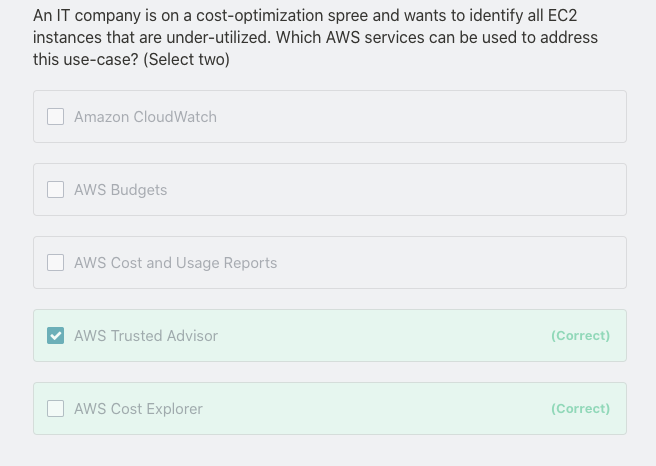 An IT company is on a cost-optimization spree and wants to identify all EC2
instances that are under-utilized. Which AWS services can be used to address
this use-case? (Select two)
Amazon CloudWatch
AWS Budgets
AWS Cost and Usage Reports
AWS Trusted Advisor (Correct)
AWS Cost Explorer (Correct)